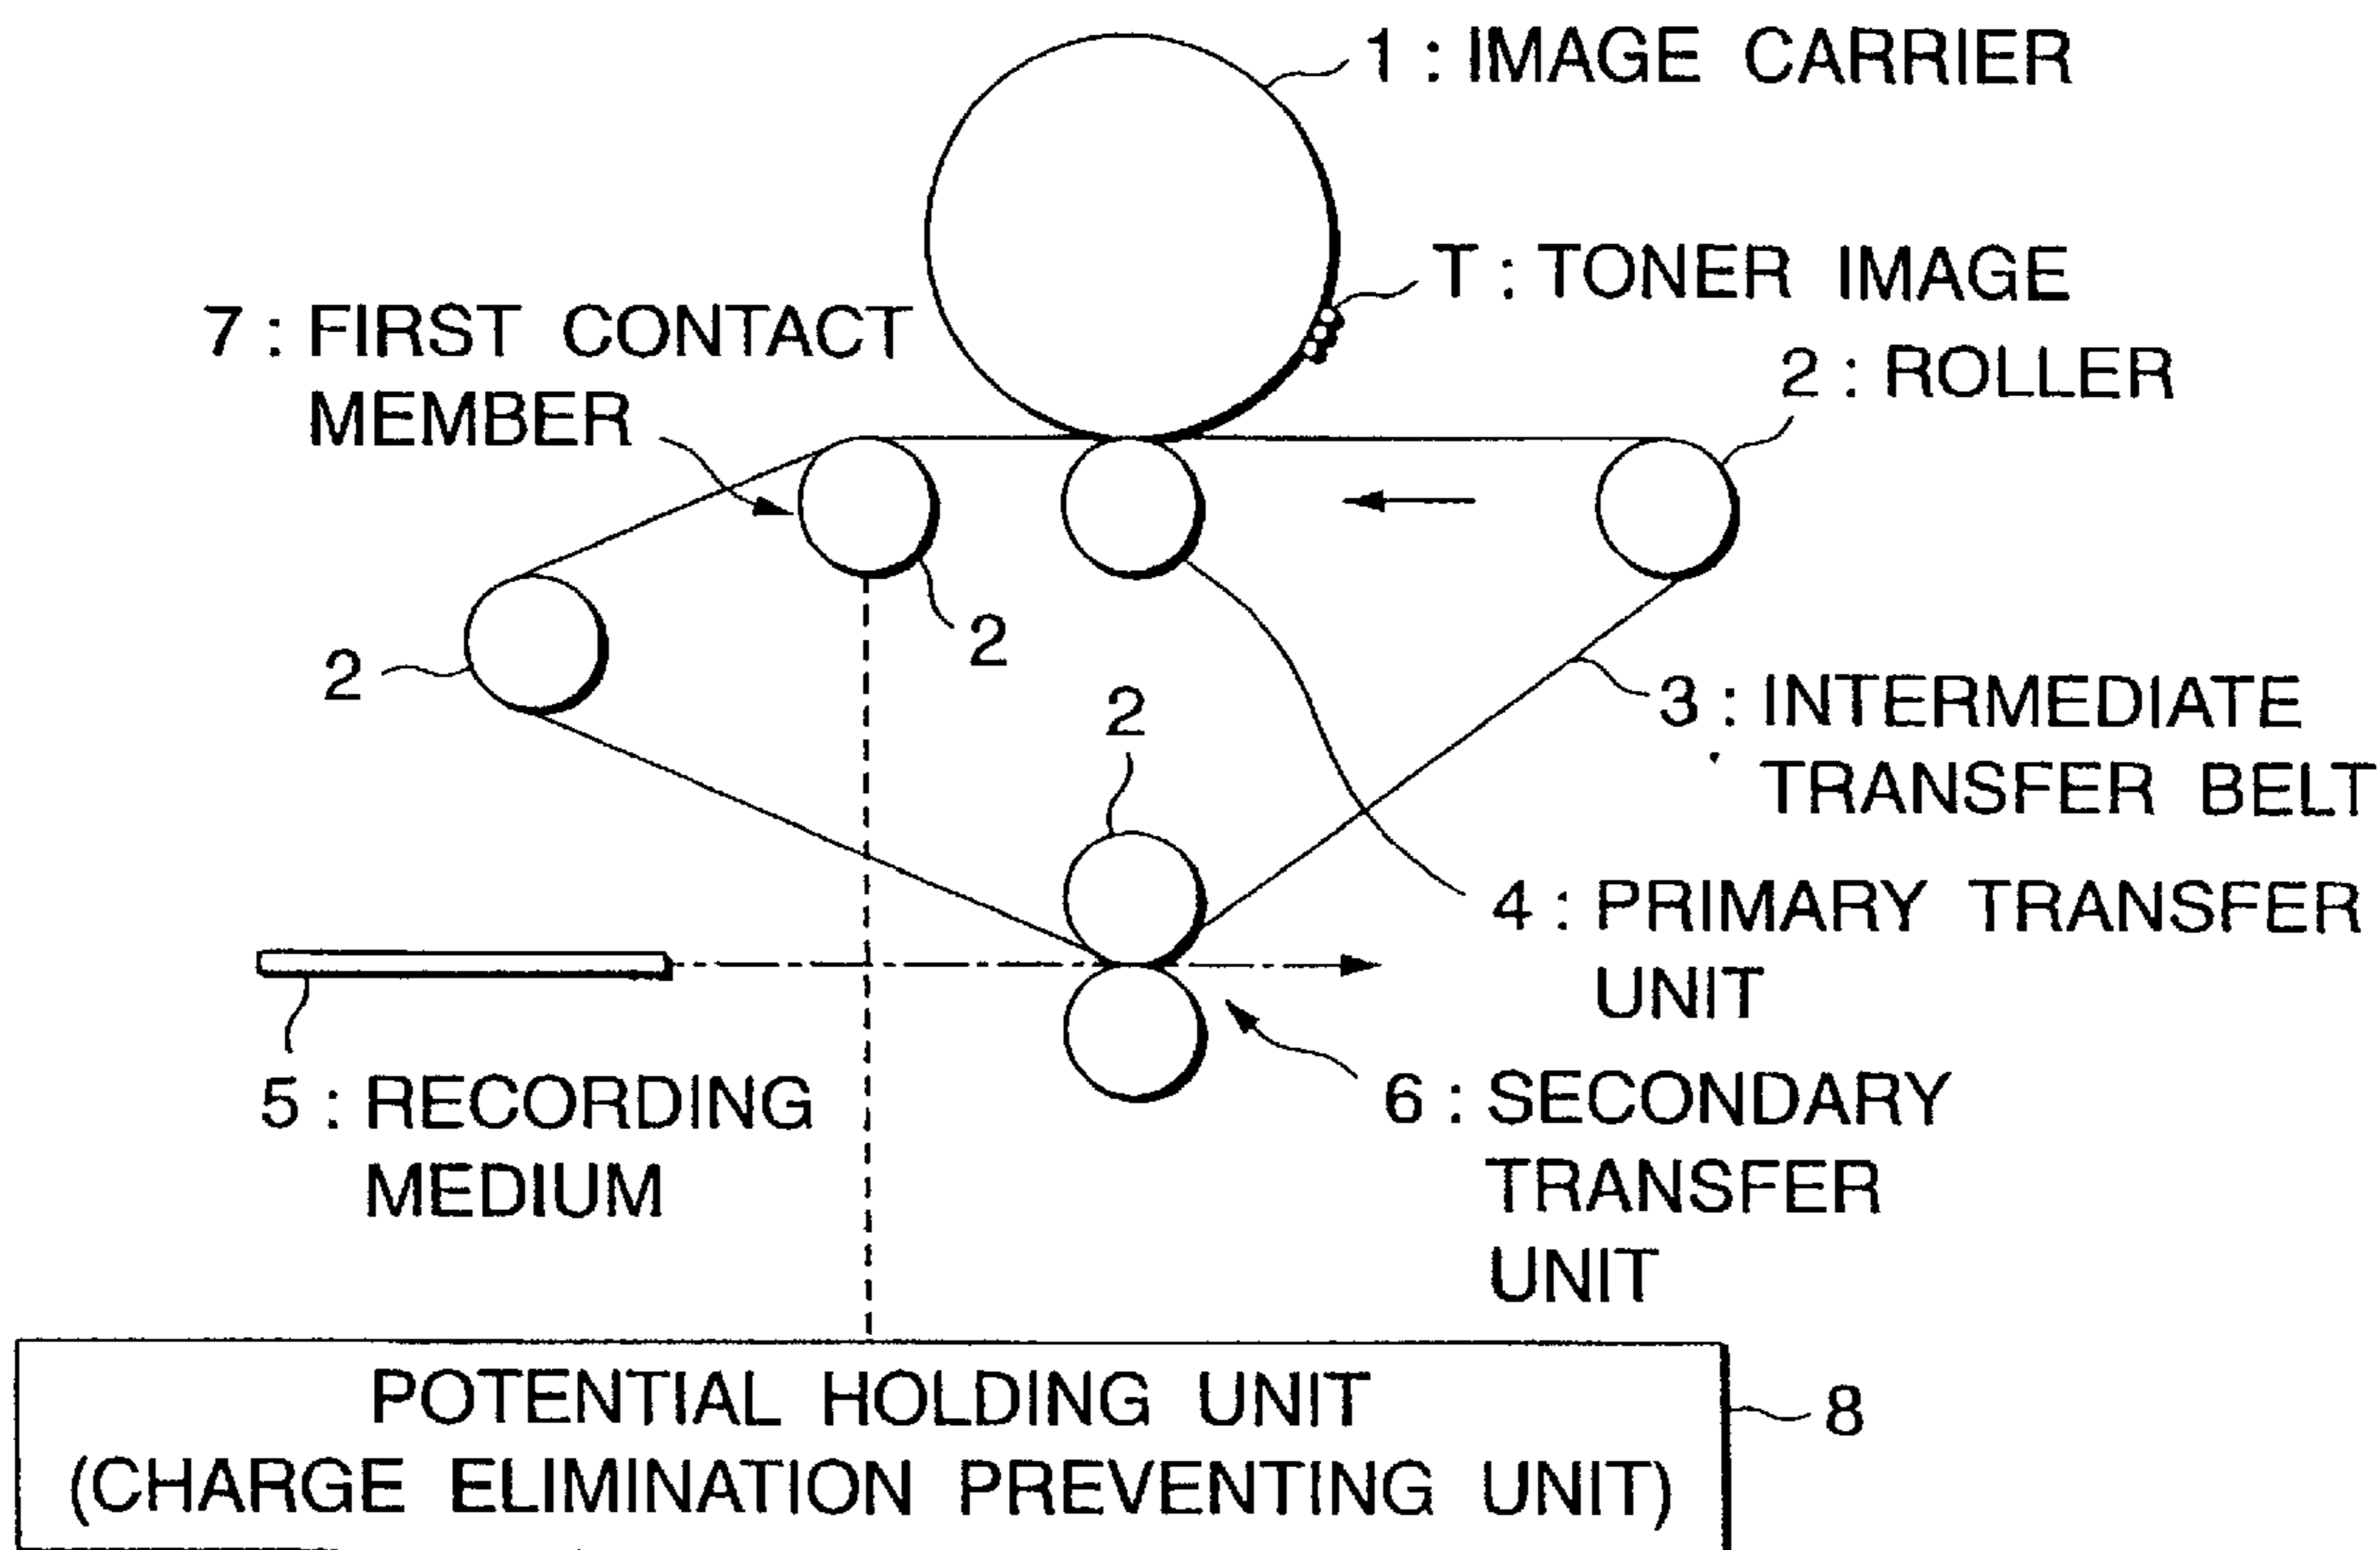 1 : IMAGE CARRIER
T : TONER IMAGE
7 : FIRST CONTACT
MEMBER
2 : ROLLER
2
2
2
3 : INTERMEDIATE
TRANSFER BELT
4 : PRIMARY TRANSFER
UNIT
5 : RECORDING
MEDIUM
6 : SECONDARY
TRANSFER
UNIT
POTENTIAL HOLDING UNIT
(CHARGE ELIMINATION PREVENTING UNIT)
8